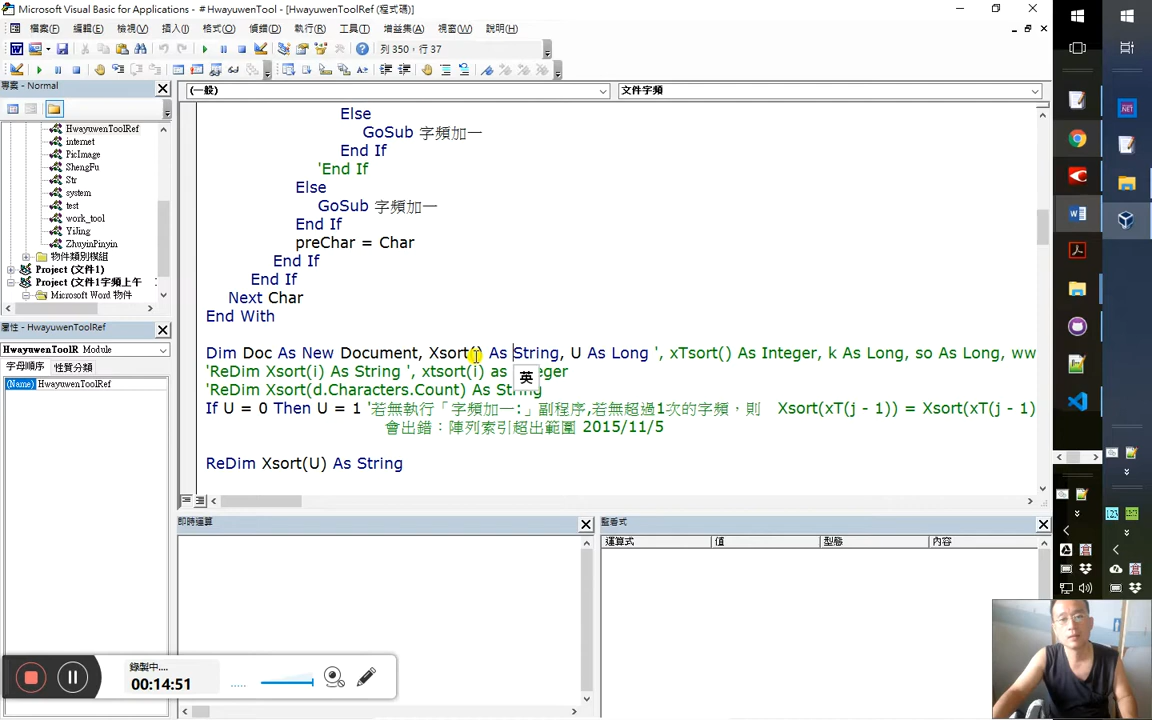 Microsoft Visual Basic for Applications - #HwayuwenTool - [HwayuwenToolRef (程式碼)]
檔案(F) 編輯(E) 檢視(V) 插入(I) 格式(O) 偵錯(D) 執行(R) 工具(T) 增益集(A) 視窗(W) 說明(H)
列 350，行 37
專案 - Normal
(一般)
文件字頻
HwayuwenToolRef
internet
PicImage
ShengFu
Str
system
test
work_tool
YiJing
ZhuyinPinyin
物件類別模組
Project (文件1)
Project (文件1字頻上午
Microsoft Word 物件
屬性 - HwayuwenToolRef
HwayuwenToolR Module
字母順序 性質分類
(Name) HwayuwenToolRef
Else
GoSub 字頻加一
End If
'End If
Else
GoSub 字頻加一
End If
preChar = Char
End If
End If
Next Char
End With
Dim Doc As New Document, Xsort() As String, U As Long ', xTsort() As Integer, k As Long, so As Long, ww
'ReDim Xsort(i) As String ', xtsort(i) as eger
英
'ReDim Xsort(d.Characters.Count) As String
If U = 0 Then U = 1 '若無執行「字頻加一:」副程序,若無超過1次的字頻，則 Xsort(xT(j - 1)) = Xsort(xT(j - 1)
會出錯：陣列索引超出範圍 2015/11/5
ReDim Xsort(U) As String
即時運算
監看式
運算式 值 型態 內容
錄製中....
00:14:51